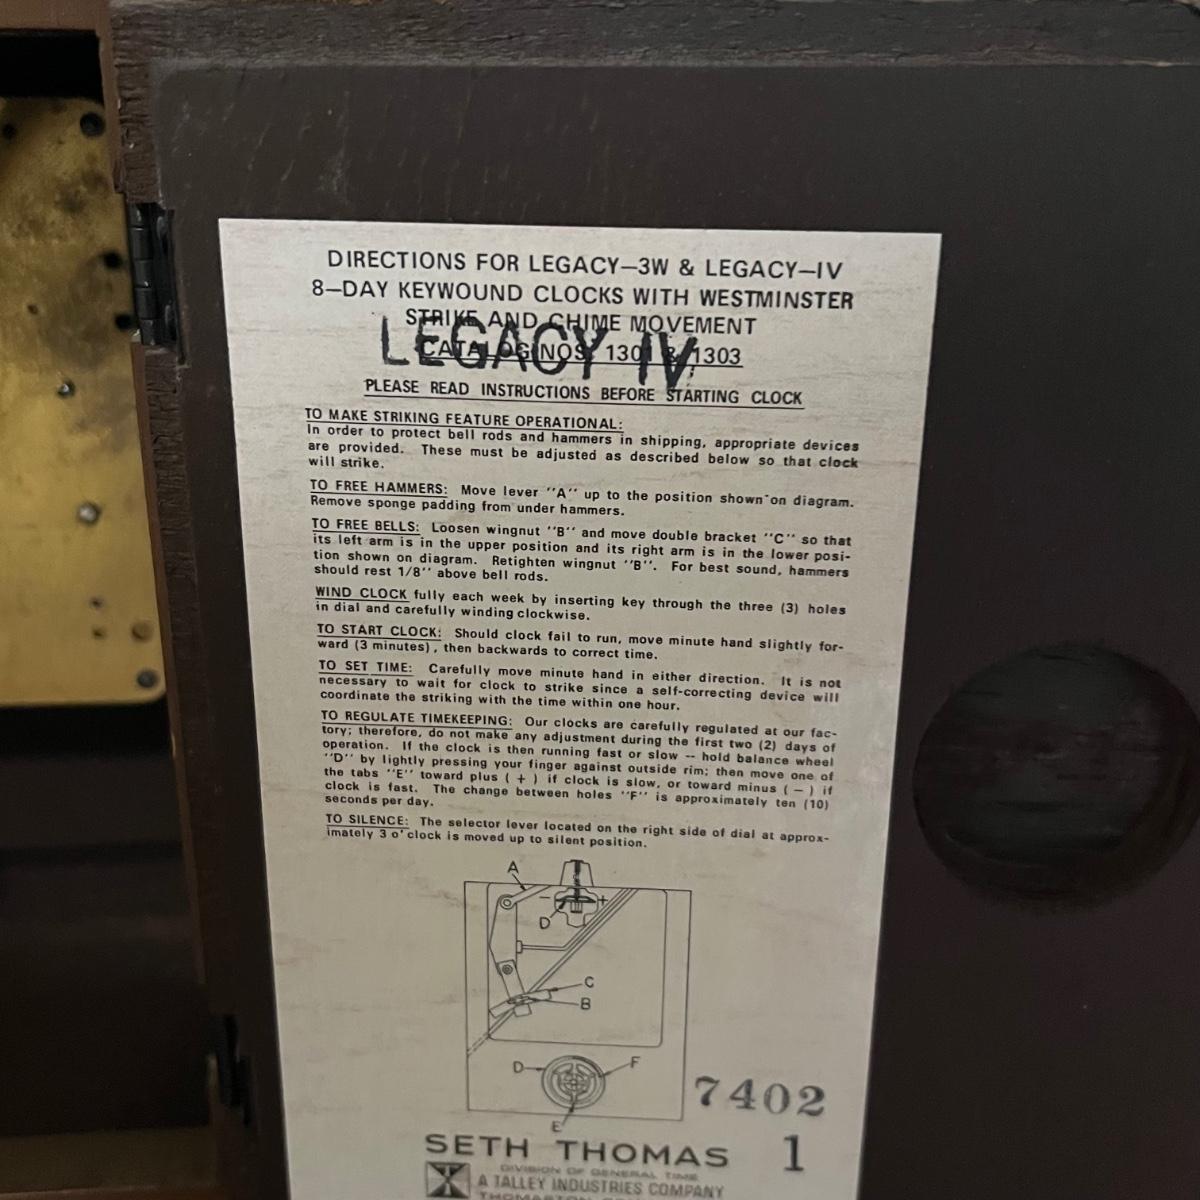 DIRECTIONS FOR LEGACY—3W & LEGACY—IV
8—DAY KEYWOUND CLOCKS WITH WESTMINSTER
STRIKE AND CHIME MOVEMENT
LEGACY IV
CATALOG NOS. 1301 & 1303
PLEASE READ INSTRUCTIONS BEFORE STARTING CLOCK
TO MAKE STRIKING FEATURE OPERATIONAL:
In order to protect bell rods and hammers in shipping, appropriate devices
are provided. These must be adjusted as described below so that clock
will strike.
TO FREE HAMMERS: Move lever ''A'' up to the position shown on diagram.
Remove sponge padding from under hammers.
TO FREE BELLS: Loosen wingnut ''B'' and move double bracket ''C'' so that
its left arm is in the upper position and its right arm is in the lower posi-
tion shown on diagram. Retighten wingnut ''B''. For best sound, hammers
should rest 1/8'' above bell rods.
WIND CLOCK fully each week by inserting key through the three (3) holes
in dial and carefully winding clockwise.
TO START CLOCK: Should clock fail to run, move minute hand slightly for-
ward (3 minutes), then backwards to correct time.
TO SET TIME: Carefully move minute hand in either direction. It is not
necessary to wait for clock to strike since a self-correcting device will
coordinate the striking with the time within one hour.
TO REGULATE TIMEKEEPING: Our clocks are carefully regulated at our fac-
tory; therefore, do not make any adjustment during the first two (2) days of
operation. If the clock is then running fast or slow -- hold balance wheel
''D'' by lightly pressing your finger against outside rim; then move one of
the tabs ''E'' toward plus ( + ) if clock is slow, or toward minus ( — ) if
clock is fast. The change between holes ''F'' is approximately ten (10)
seconds per day.
TO SILENCE: The selector lever located on the right side of dial at approx-
imately 3 o'clock is moved up to silent position.
A
— +
D
C
B
D F
E
7402
1
SETH THOMAS
DIVISION OF GENERAL TIME
A TALLEY INDUSTRIES COMPANY